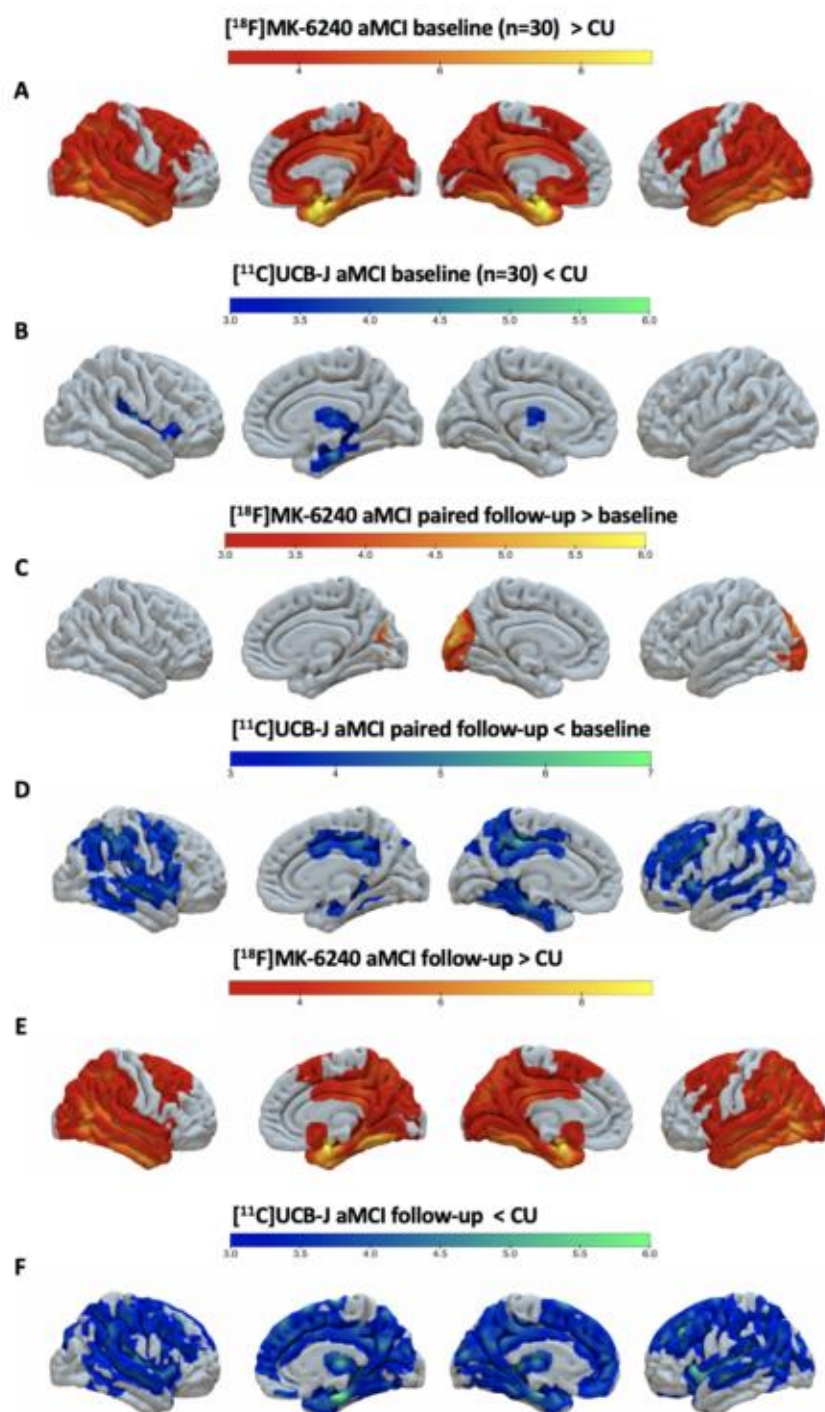 [¹⁸F]MK-6240 aMCI baseline (n=30) > CU
4 6 8
A
[¹¹C]UCB-J aMCI baseline (n=30) < CU
3.0 3.5 4.0 4.5 5.0 5.5 6.0
B
[¹⁸F]MK-6240 aMCI paired follow-up > baseline
3.0 3.5 4.0 4.5 5.0 5.5 6.0
C
[¹¹C]UCB-J aMCI paired follow-up < baseline
3 4 5 6 7
D
[¹⁸F]MK-6240 aMCI follow-up > CU
4 6 8
E
[¹¹C]UCB-J aMCI follow-up < CU
3.0 3.5 4.0 4.5 5.0 5.5 6.0
F